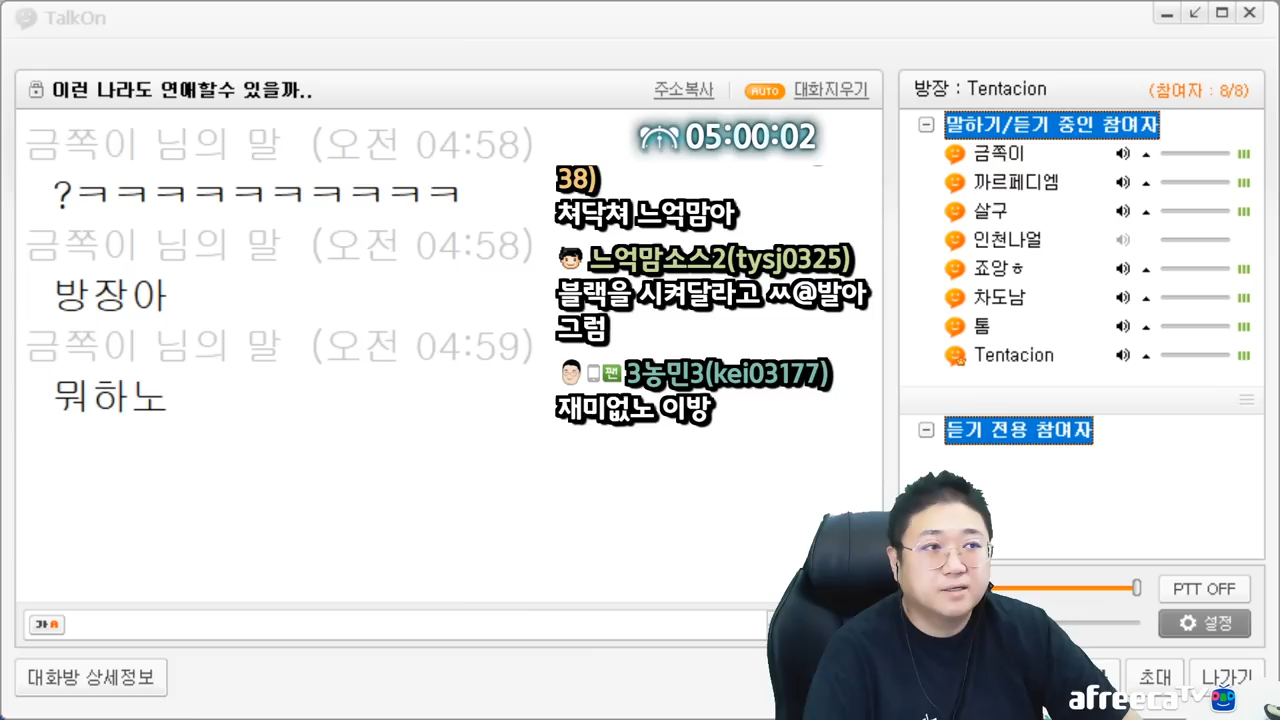 TalkOn
이런 나라도 연애할수 있을까..
주소복사
AUTO
대화지우기
금쪽이 님의 말 (오전 04:58)
?ㅋㅋㅋㅋㅋㅋㅋㅋㅋㅋㅋ
금쪽이 님의 말 (오전 04:58)
방장아
금쪽이 님의 말 (오전 04:59)
뭐하노
05:00:02
38)
쳐닥쳐 느억맘아
느억맘소스2(tysj0325)
블랙을 시켜달라고 ㅆ@발아
그럼
팬 3농민3(kei03177)
재미없노 이방
방장 : Tentacion
(참여자 : 8/8)
말하기/듣기 중인 참여자
금쪽이
까르페디엠
살구
인천나얼
죠앙ㅎ
차도남
톰
Tentacion
듣기 전용 참여자
PTT OFF
설정
가A
대화방 상세정보
초대
나가기
afreecaTV